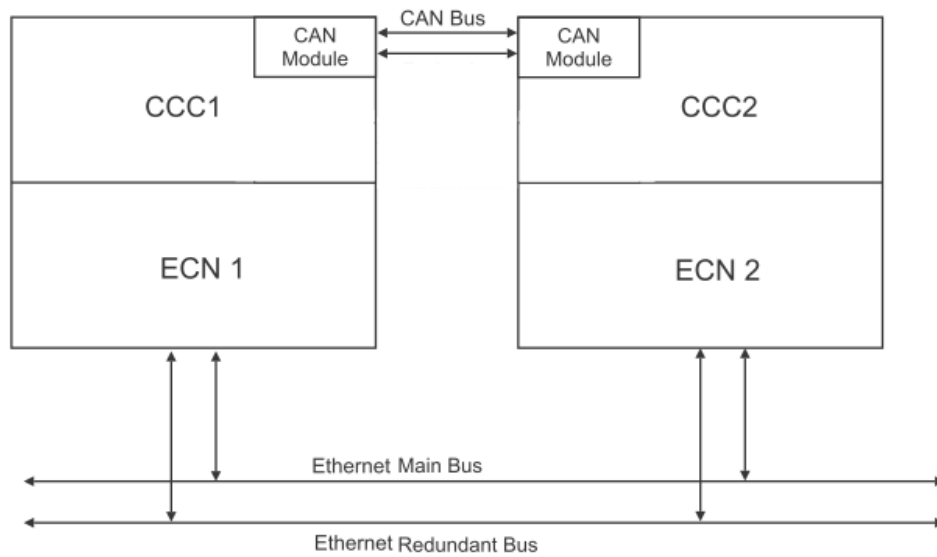 CAN Bus
CAN
Module
CAN
Module
CCC1
CCC2
ECN 1
ECN 2
Ethernet Main Bus
Ethernet Redundant Bus